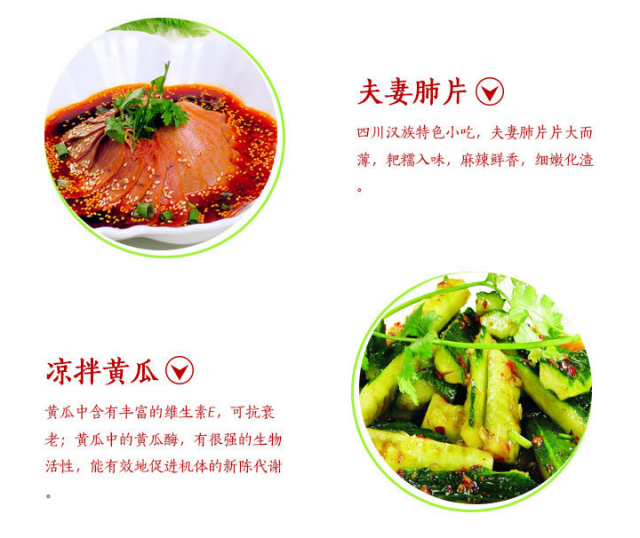 夫妻肺片
四川汉族特色小吃，夫妻肺片片大而
薄，耙糯入味，麻辣鲜香，细嫩化渣
。
凉拌黄瓜
黄瓜中含有丰富的维生素E，可抗衰
老；黄瓜中的黄瓜酶，有很强的生物
活性，能有效地促进机体的新陈代谢
。